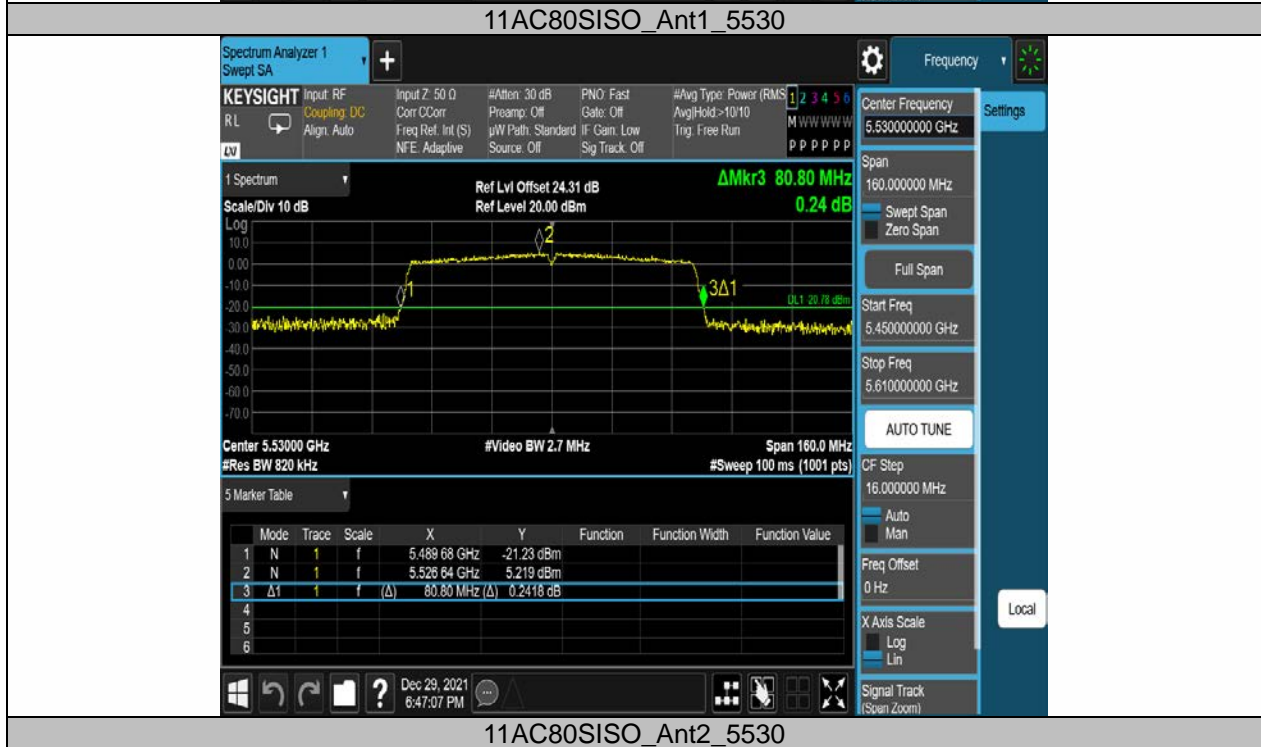 11AC80SISO_Ant1_5530
Spectrum Analyzer 1
Swept SA
+
Frequency
KEYSIGHT
RL
LXI
Input: RF
Coupling: DC
Align: Auto
Input Z: 50 Ω
Corr CCorr
Freq Ref: Int (S)
NFE: Adaptive
#Atten: 30 dB
Preamp: Off
µW Path: Standard
Source: Off
PNO: Fast
Gate: Off
IF Gain: Low
Sig Track: Off
#Avg Type: Power (RMS
Avg|Hold:>10/10
Trig: Free Run
1 2 3 4 5 6
M W W W W W
P P P P P P
1 Spectrum
Scale/Div 10 dB
Ref Lvl Offset 24.31 dB
Ref Level 20.00 dBm
ΔMkr3 80.80 MHz
0.24 dB
Log
10.0
0.00
-10.0
-20.0
-30.0
-40.0
-50.0
-60.0
-70.0
2
1
3Δ1
DL1 -20.78 dBm
Center 5.53000 GHz
#Video BW 2.7 MHz
Span 160.0 MHz
#Res BW 820 kHz
#Sweep 100 ms (1001 pts)
5 Marker Table
Mode Trace Scale X Y Function Function Width Function Value
1 N 1 f 5.489 68 GHz -21.23 dBm
2 N 1 f 5.526 64 GHz 5.219 dBm
3 Δ1 1 f (Δ) 80.80 MHz (Δ) 0.2418 dB
4
5
6
?
Dec 29, 2021
6:47:07 PM
Center Frequency
5.530000000 GHz
Settings
Span
160.000000 MHz
Swept Span
Zero Span
Full Span
Start Freq
5.450000000 GHz
Stop Freq
5.610000000 GHz
AUTO TUNE
CF Step
16.000000 MHz
Auto
Man
Freq Offset
0 Hz
X Axis Scale
Log
Lin
Local
Signal Track
(Span Zoom)
11AC80SISO_Ant2_5530